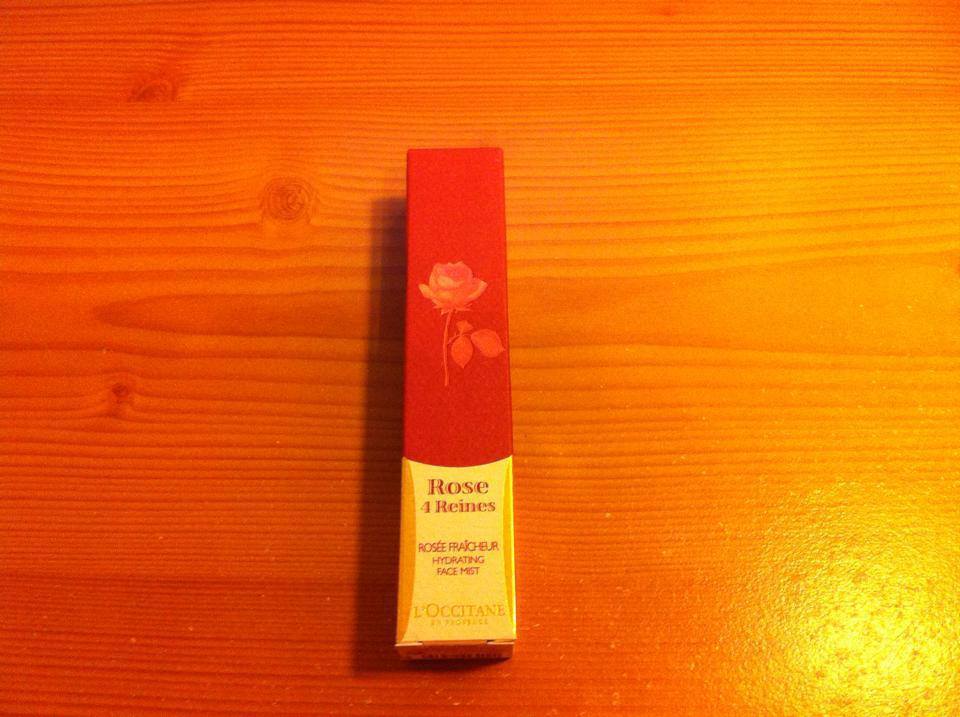 Rose
4 Reines
ROSÉE FRAÎCHEUR
HYDRATING
FACE MIST
L'OCCITANE
EN PROVENCE